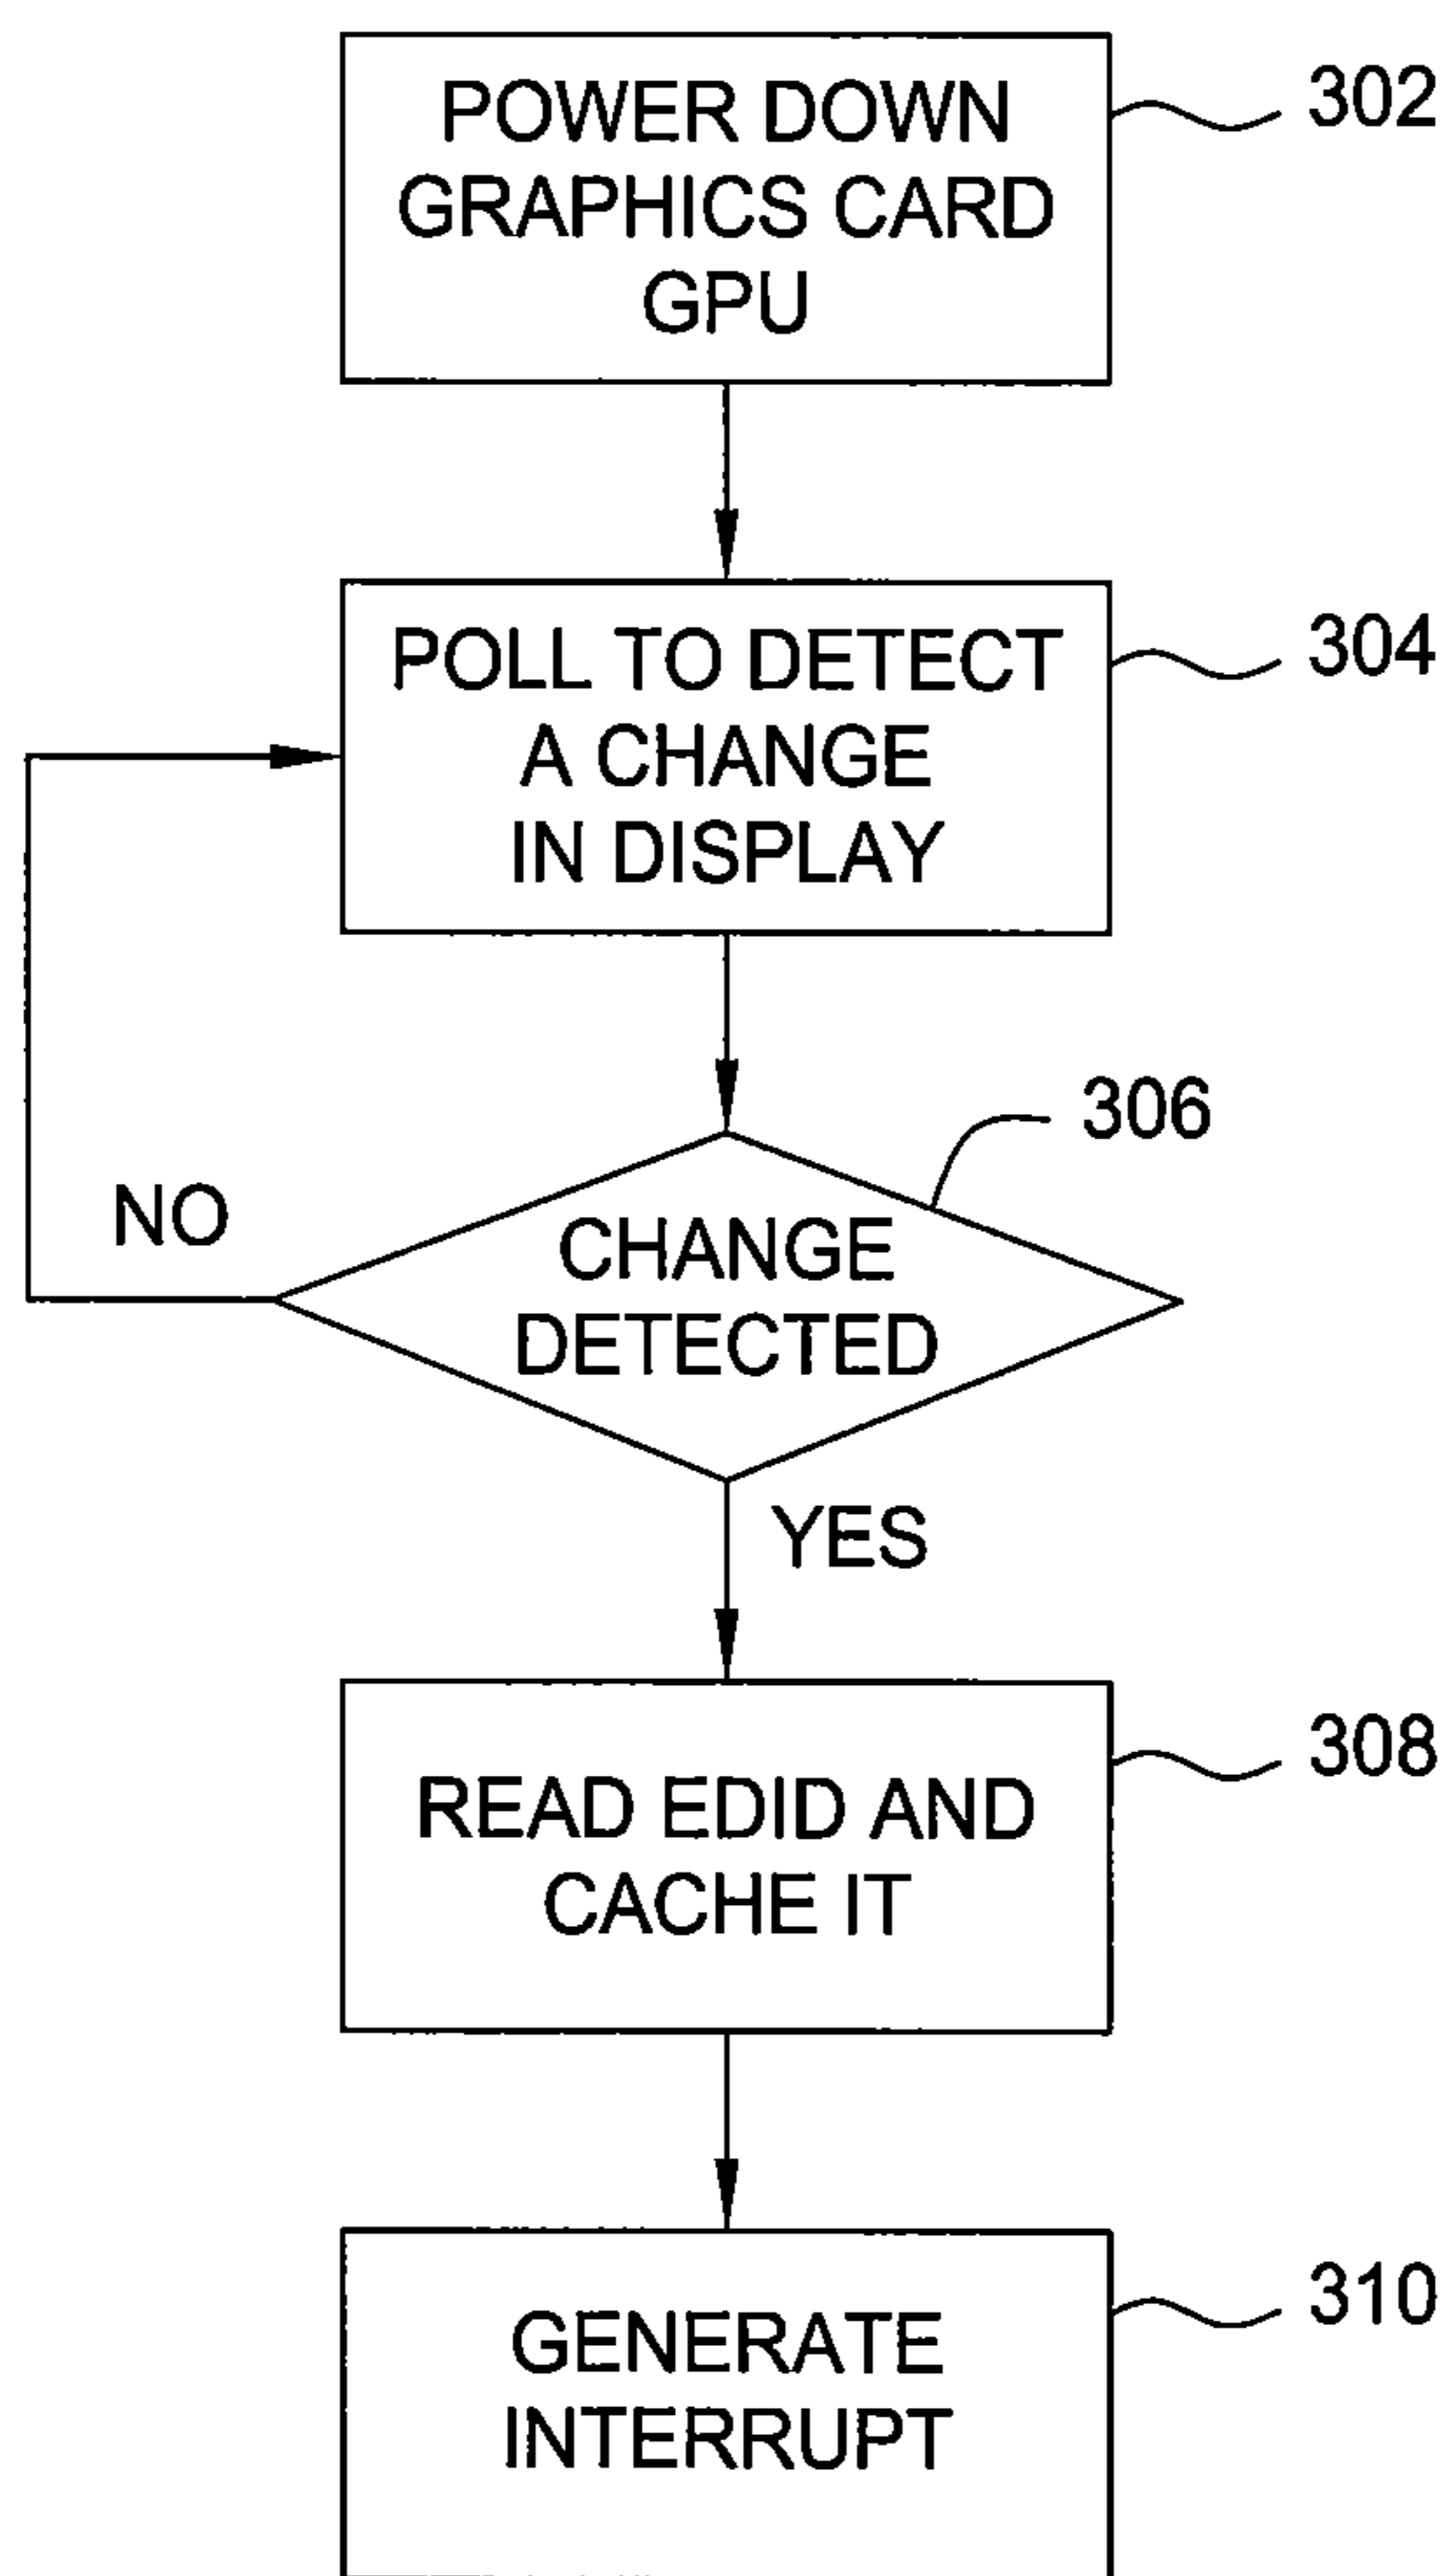 POWER DOWN
GRAPHICS CARD
GPU
302
POLL TO DETECT
A CHANGE
IN DISPLAY
304
306
NO
CHANGE
DETECTED
YES
READ EDID AND
CACHE IT
308
GENERATE
INTERRUPT
310